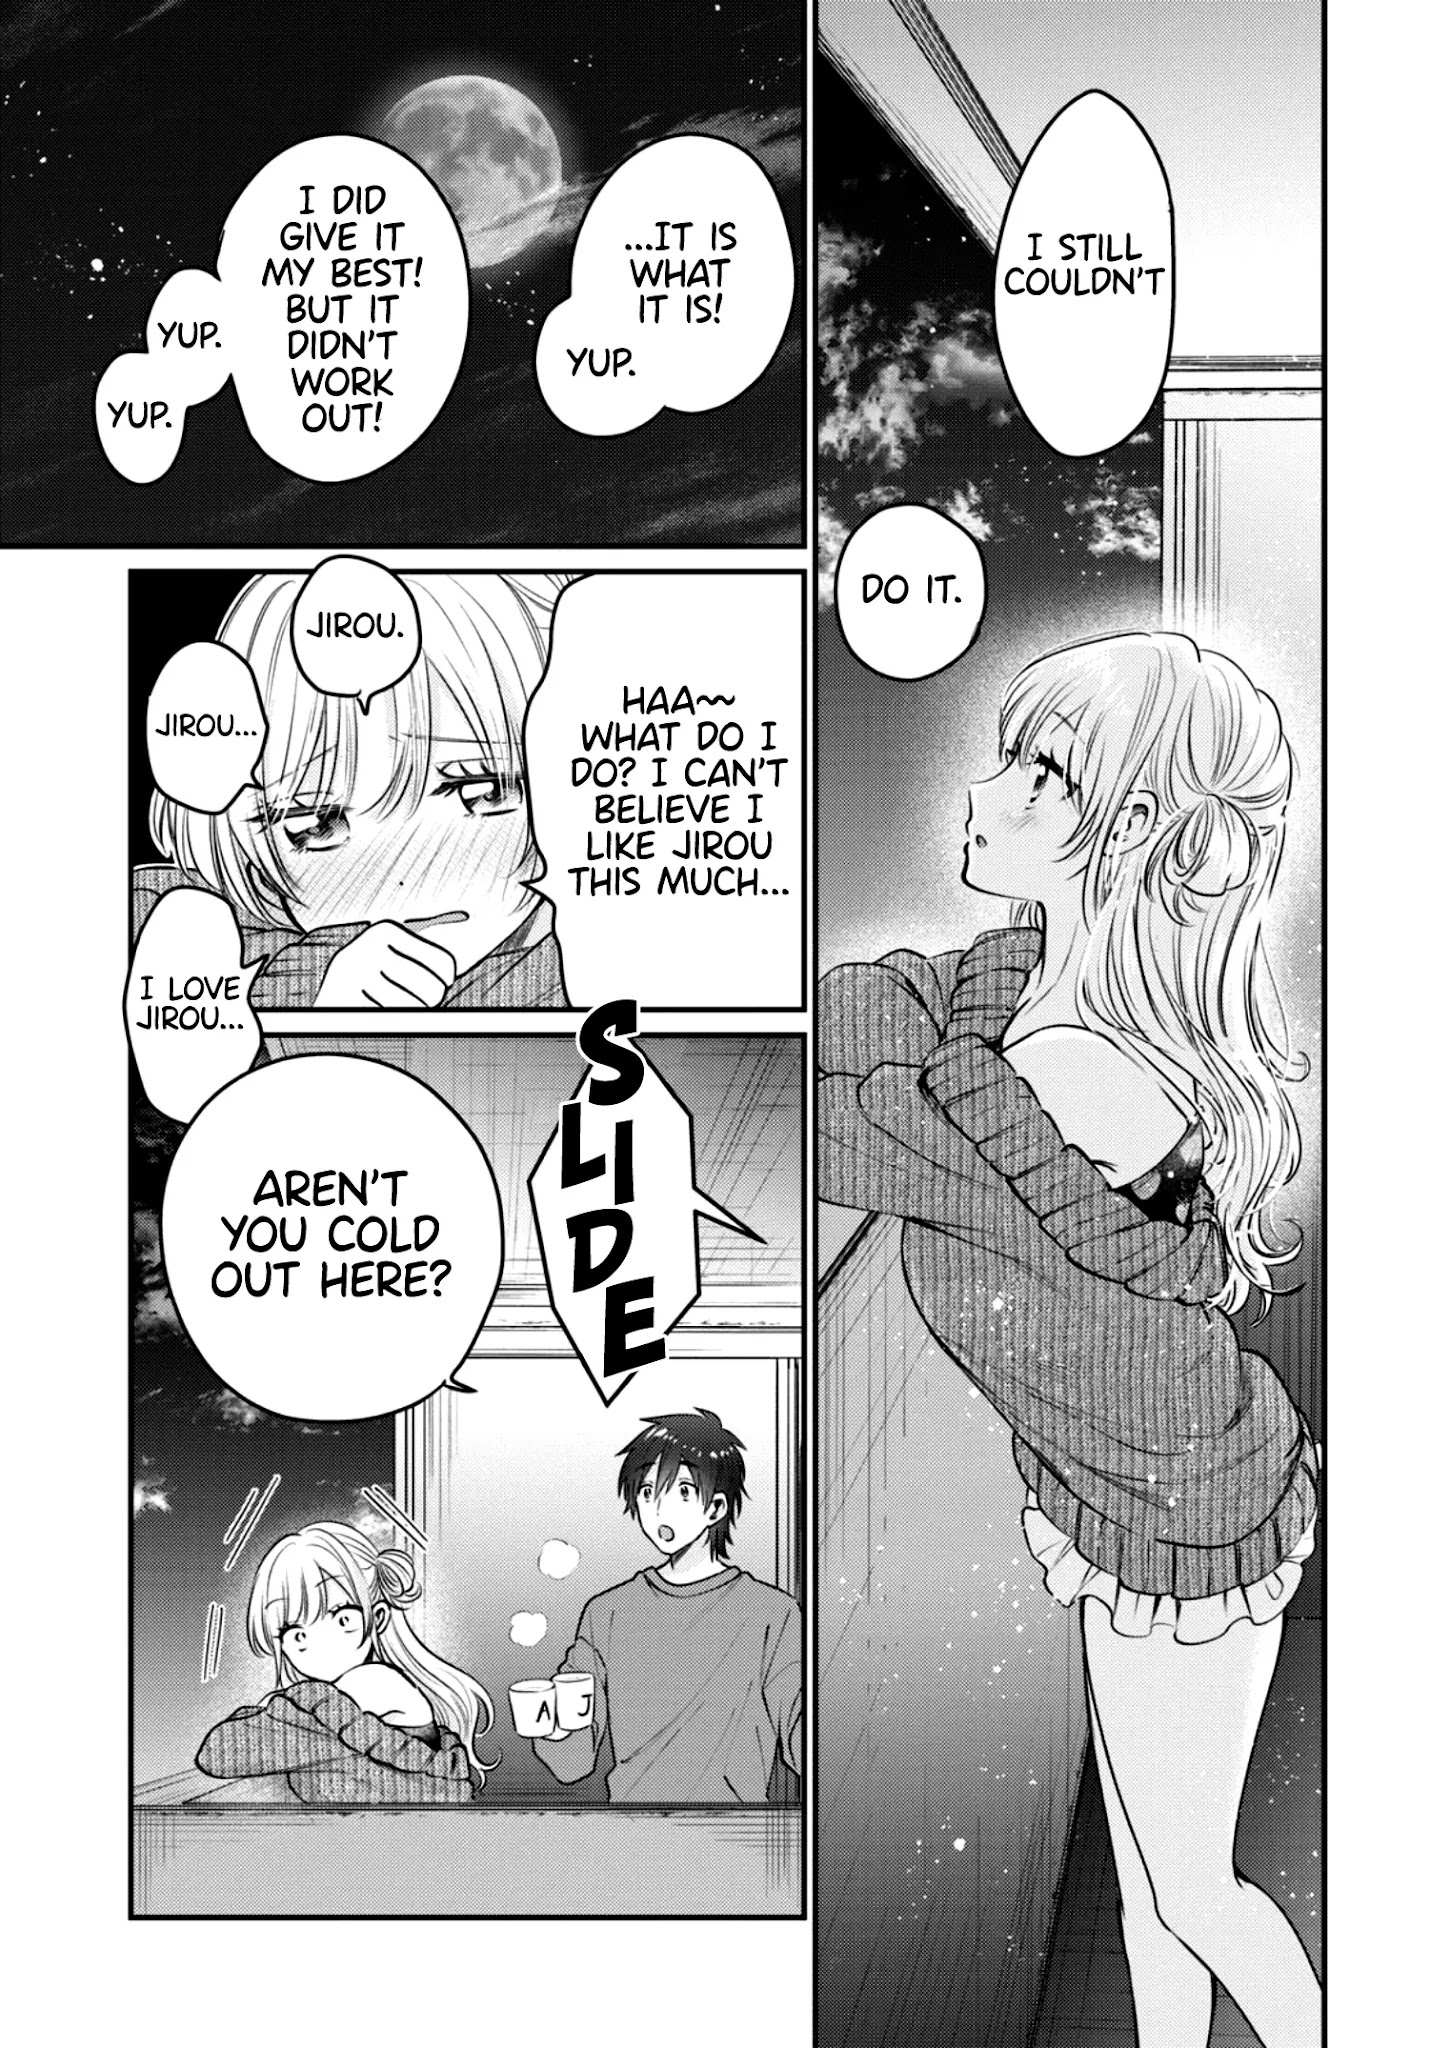 I STILL
COULDN'T
DO IT.
...IT IS
WHAT
IT IS!
YUP.
I DID
GIVE IT
MY BEST!
BUT IT
DIDN'T
WORK
OUT!
YUP.
YUP.
HAA~~
WHAT DO I
DO? I CAN'T
BELIEVE I
LIKE JIROU
THIS MUCH...
JIROU.
JIROU...
I LOVE
JIROU...
SLIDE
AREN'T
YOU COLD
OUT HERE?
A J